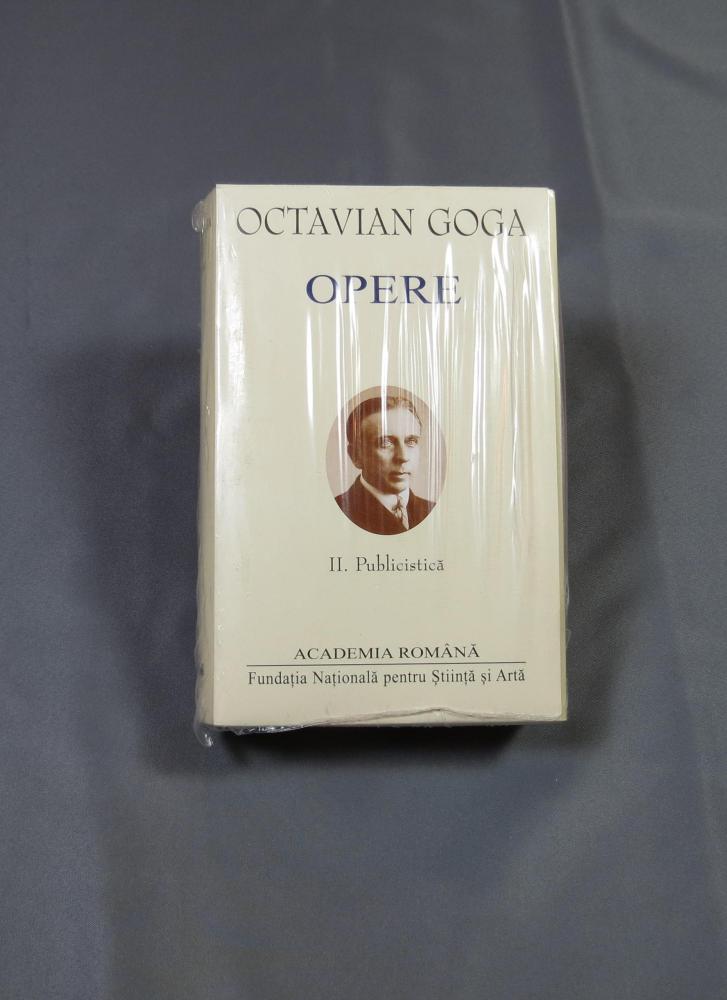 OCTAVIAN GOGA
OPERE
II. Publicistică
ACADEMIA ROMÂNĂ
Fundația Națională pentru Știință și Artă